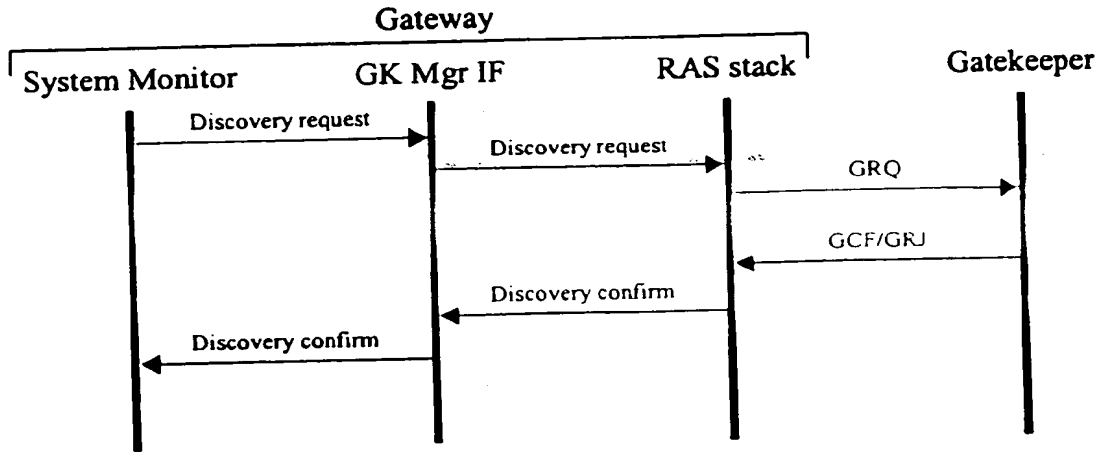 Gateway
System Monitor
GK Mgr IF
RAS stack
Gatekeeper
Discovery request
Discovery request
GRQ
GCF/GRJ
Discovery confirm
Discovery confirm